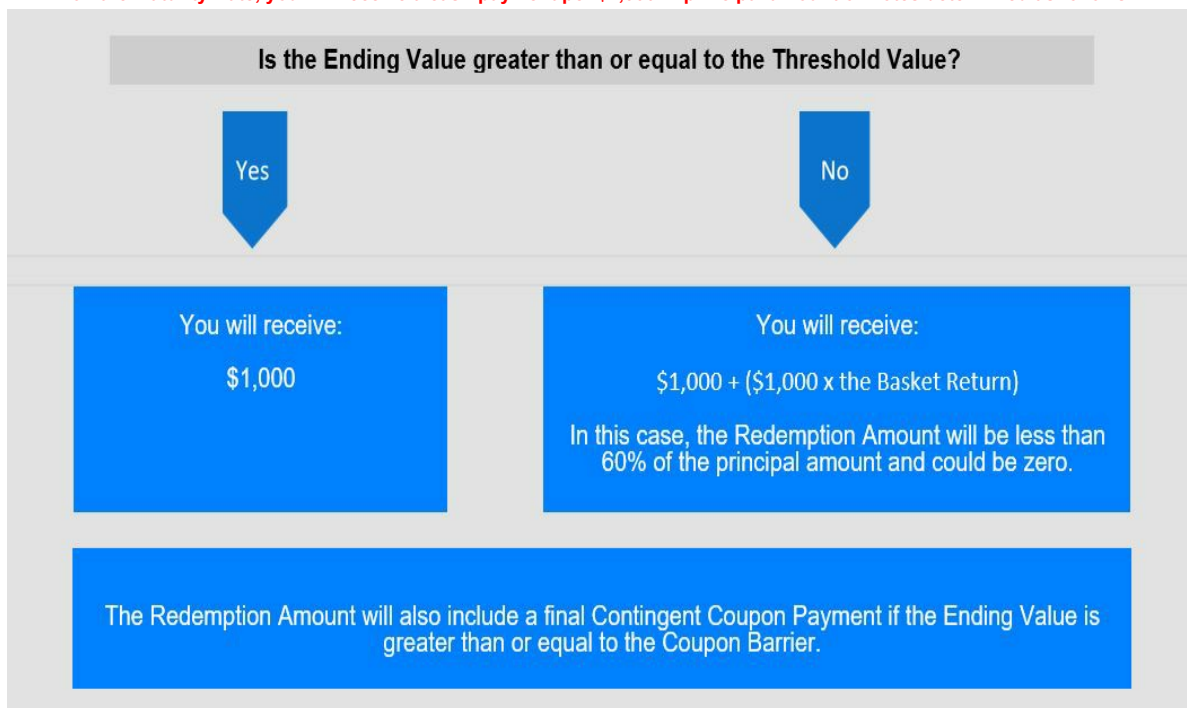 Is the Ending Value greater than or equal to the Threshold Value?
Yes
No
You will receive:
$1,000
You will receive:
$1,000 + ($1,000 x the Basket Return)
In this case, the Redemption Amount will be less than
60% of the principal amount and could be zero.
The Redemption Amount will also include a final Contingent Coupon Payment if the Ending Value is
greater than or equal to the Coupon Barrier.